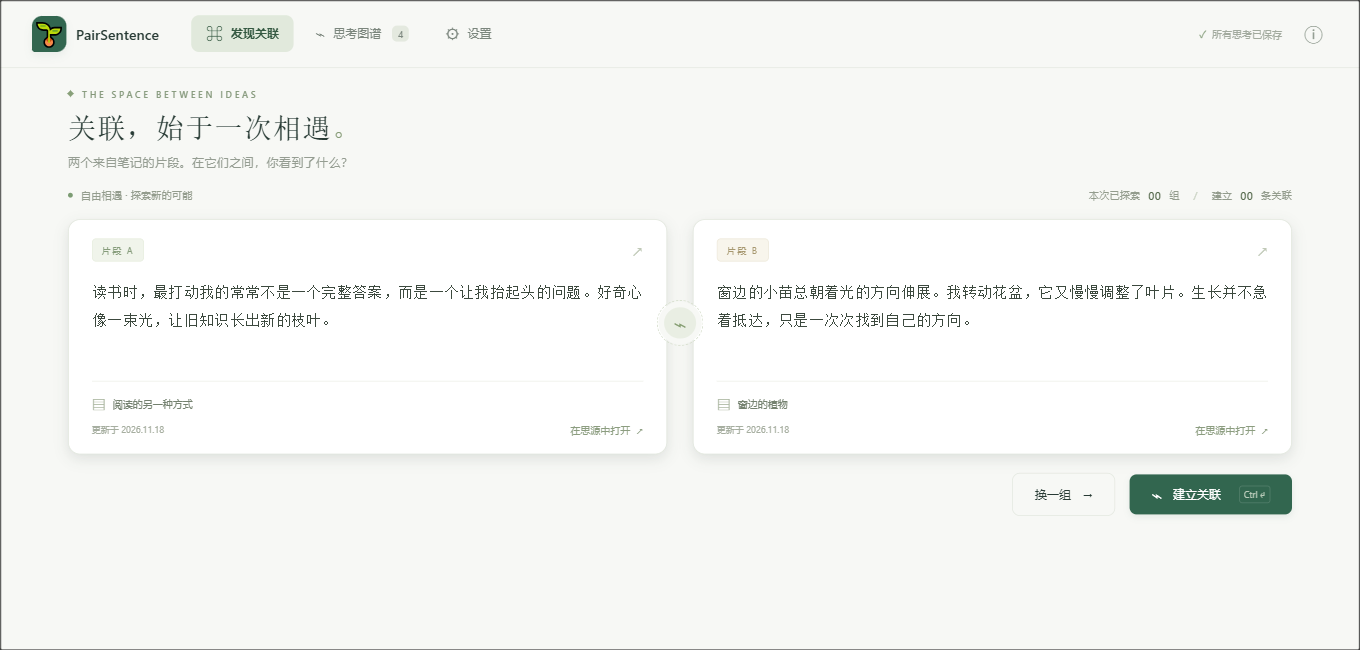 PairSentence
发现关联
思考图谱 4
设置
✓ 所有思考已保存
THE SPACE BETWEEN IDEAS
关联，始于一次相遇。
两个来自笔记的片段。在它们之间，你看到了什么？
自由相遇 · 探索新的可能
本次已探索 00 组 / 建立 00 条关联
片段 A
读书时，最打动我的常常不是一个完整答案，而是一个让我抬起头的问题。好奇心
像一束光，让旧知识长出新的枝叶。
阅读的另一种方式
更新于 2026.11.18
在思源中打开 ↗
片段 B
窗边的小苗总朝着光的方向伸展。我转动花盆，它又慢慢调整了叶片。生长并不急
着抵达，只是一次次找到自己的方向。
窗边的植物
更新于 2026.11.18
在思源中打开 ↗
换一组 →
建立关联 Ctrl ⏎